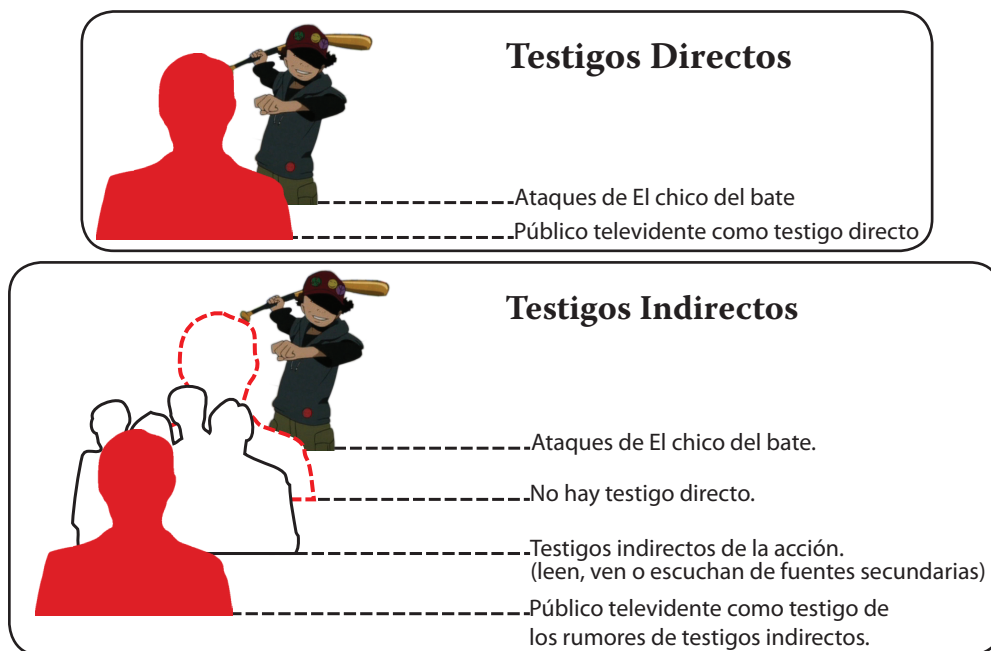 Testigos Directos
Ataques de El chico del bate
Público televidente como testigo directo
Testigos Indirectos
Ataques de El chico del bate.
No hay testigo directo.
Testigos indirectos de la acción.
(leen, ven o escuchan de fuentes secundarias)
Público televidente como testigo de
los rumores de testigos indirectos.